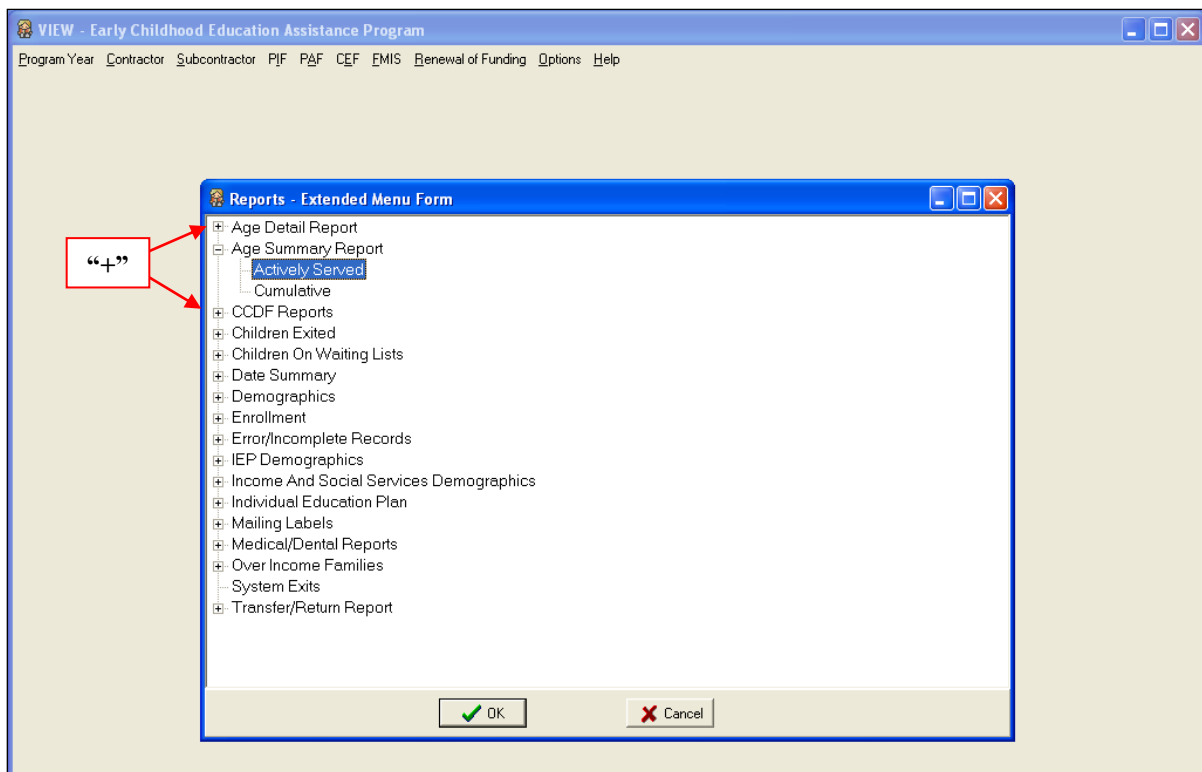 VIEW - Early Childhood Education Assistance Program
Program Year Contractor Subcontractor PIF PAF CEF FMIS Renewal of Funding Options Help
Reports - Extended Menu Form
Age Detail Report
Age Summary Report
“+”
Actively Served
Cumulative
CCDF Reports
Children Exited
Children On Waiting Lists
Date Summary
Demographics
Enrollment
Error/Incomplete Records
IEP Demographics
Income And Social Services Demographics
Individual Education Plan
Mailing Labels
Medical/Dental Reports
Over Income Families
System Exits
Transfer/Return Report
OK Cancel